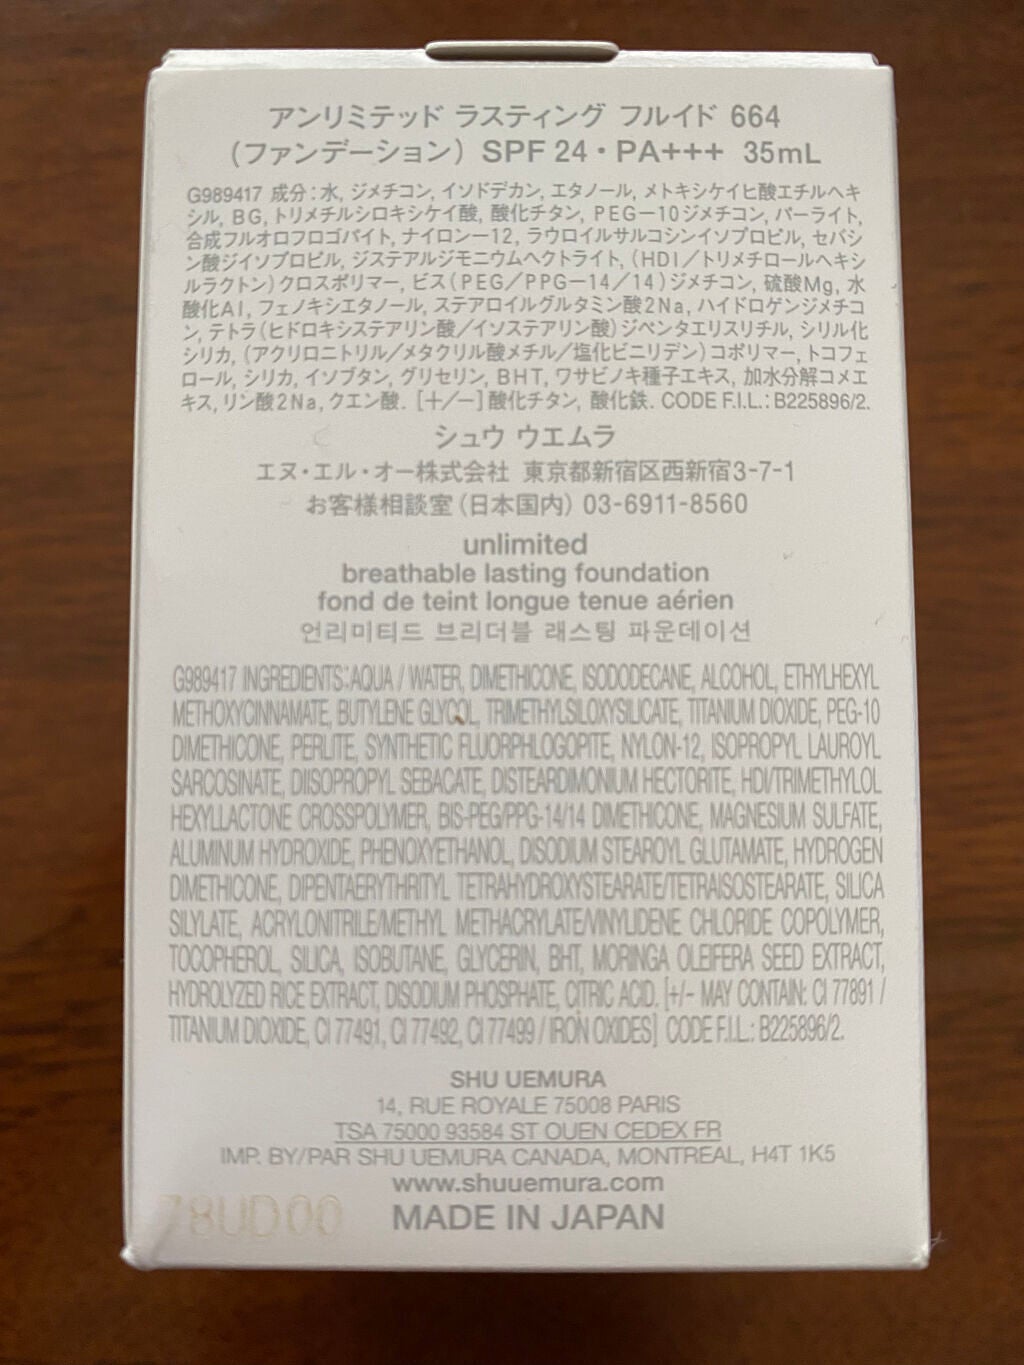 アンリミテッド ラスティング フルイド 664
(ファンデーション) SPF 24・PA+++ 35mL
G989417 成分：水, ジメチコン, イソドデカン, エタノール, メトキシケイヒ酸エチルヘキ
シル, BG, トリメチルシロキシケイ酸, 酸化チタン, PEG－10ジメチコン, パーライト,
合成フルオロフロゴパイト, ナイロン－12, ラウロイルサルコシンイソプロピル, セバシ
ン酸ジイソプロピル, ジステアルジモニウムヘクトライト, (HDI／トリメチロールヘキシ
ルラクトン)クロスポリマー, ビス(PEG／PPG－14／14)ジメチコン, 硫酸Mg, 水
酸化Al, フェノキシエタノール, ステアロイルグルタミン酸2Na, ハイドロゲンジメチコ
ン, テトラ(ヒドロキシステアリン酸／イソステアリン酸)ジペンタエリスリチル, シリル化
シリカ, (アクリロニトリル／メタクリル酸メチル／塩化ビニリデン)コポリマー, トコフェ
ロール, シリカ, イソブタン, グリセリン, BHT, ワサビノキ種子エキス, 加水分解コメエ
キス, リン酸2Na, クエン酸. [＋/－]酸化チタン, 酸化鉄. CODE F.I.L.: B225896/2.
シュウ ウエムラ
エヌ・エル・オー株式会社 東京都新宿区西新宿3-7-1
お客様相談室(日本国内) 03-6911-8560
unlimited
breathable lasting foundation
fond de teint longue tenue aérien
언리미티드 브리더블 래스팅 파운데이션
G989417 INGREDIENTS:AQUA / WATER, DIMETHICONE, ISODODECANE, ALCOHOL, ETHYLHEXYL
METHOXYCINNAMATE, BUTYLENE GLYCOL, TRIMETHYLSILOXYSILICATE, TITANIUM DIOXIDE, PEG-10
DIMETHICONE, PERLITE, SYNTHETIC FLUORPHLOGOPITE, NYLON-12, ISOPROPYL LAUROYL
SARCOSINATE, DIISOPROPYL SEBACATE, DISTEARDIMONIUM HECTORITE, HDI/TRIMETHYLOL
HEXYLLACTONE CROSSPOLYMER, BIS-PEG/PPG-14/14 DIMETHICONE, MAGNESIUM SULFATE,
ALUMINUM HYDROXIDE, PHENOXYETHANOL, DISODIUM STEAROYL GLUTAMATE, HYDROGEN
DIMETHICONE, DIPENTAERYTHRITYL TETRAHYDROXYSTEARATE/TETRAISOSTEARATE, SILICA
SILYLATE, ACRYLONITRILE/METHYL METHACRYLATE/VINYLIDENE CHLORIDE COPOLYMER,
TOCOPHEROL, SILICA, ISOBUTANE, GLYCERIN, BHT, MORINGA OLEIFERA SEED EXTRACT,
HYDROLYZED RICE EXTRACT, DISODIUM PHOSPHATE, CITRIC ACID. [+/- MAY CONTAIN: CI 77891 /
TITANIUM DIOXIDE, CI 77491, CI 77492, CI 77499 / IRON OXIDES] CODE F.I.L.: B225896/2.
SHU UEMURA
14, RUE ROYALE 75008 PARIS
TSA 75000 93584 ST OUEN CEDEX FR
IMP. BY/PAR SHU UEMURA CANADA, MONTREAL, H4T 1K5
www.shuuemura.com
78UD00 MADE IN JAPAN